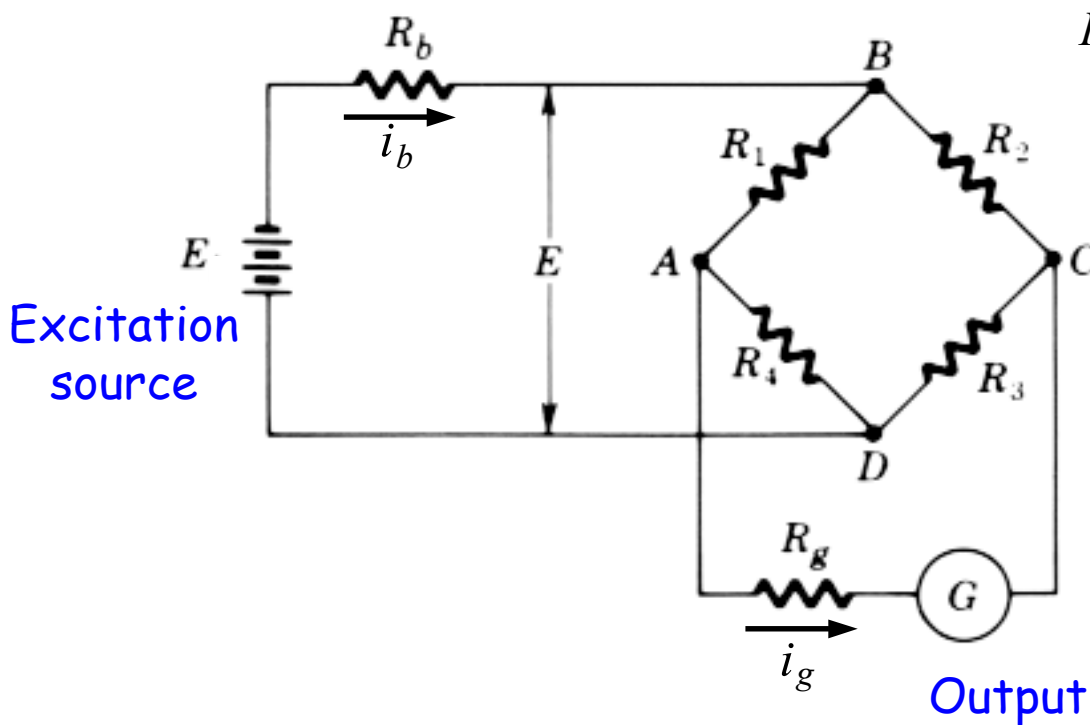 R_b
i_b
B
R_1
R_2
E
E
A
C
Excitation
source
R_4
R_3
D
R_g
G
i_g
Output